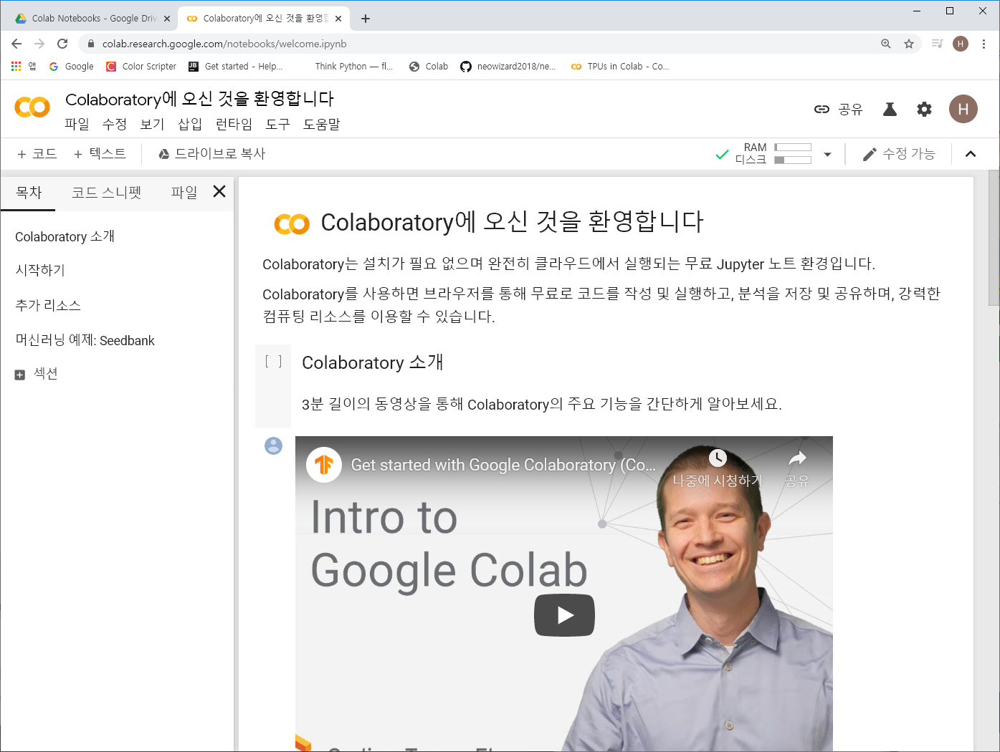 Colab Notebooks - Google Driv
Colaboratory에 오신 것을 환영합
colab.research.google.com/notebooks/welcome.ipynb
H
앱
Google
Color Scripter
Get started - Help...
Think Python — fl...
Colab
neowizard2018/ne...
TPUs in Colab - Co...
Colaboratory에 오신 것을 환영합니다
파일 수정 보기 삽입 런타임 도구 도움말
공유
H
+ 코드 + 텍스트 드라이브로 복사
RAM
디스크
수정 가능
목차 코드 스니펫 파일
Colaboratory 소개
시작하기
추가 리소스
머신러닝 예제: Seedbank
섹션
Colaboratory에 오신 것을 환영합니다
Colaboratory는 설치가 필요 없으며 완전히 클라우드에서 실행되는 무료 Jupyter 노트 환경입니다.
Colaboratory를 사용하면 브라우저를 통해 무료로 코드를 작성 및 실행하고, 분석을 저장 및 공유하며, 강력한
컴퓨팅 리소스를 이용할 수 있습니다.
[ ] Colaboratory 소개
3분 길이의 동영상을 통해 Colaboratory의 주요 기능을 간단하게 알아보세요.
Get started with Google Colaboratory (Co...
나중에 시청하기
공유
Intro to
Google Colab